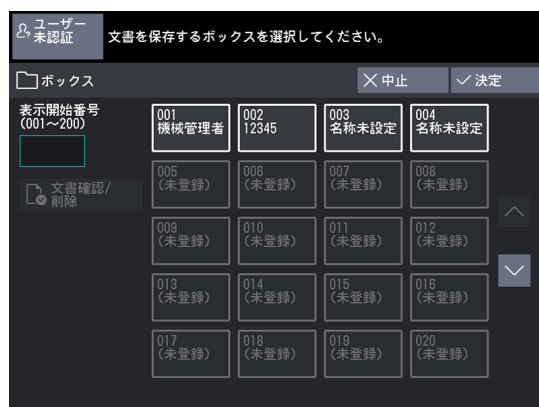 ユーザー
未認証
文書を保存するボックスを選択してください。
ボックス
中止
決定
表示開始番号
(001～200)
文書確認/
削除
001
機械管理者
002
12345
003
名称未設定
004
名称未設定
005
(未登録)
006
(未登録)
007
(未登録)
008
(未登録)
009
(未登録)
010
(未登録)
011
(未登録)
012
(未登録)
013
(未登録)
014
(未登録)
015
(未登録)
016
(未登録)
017
(未登録)
018
(未登録)
019
(未登録)
020
(未登録)